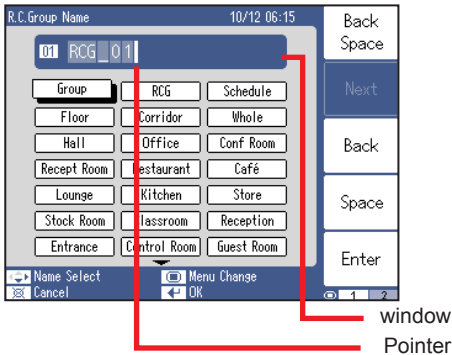 R.C.Group Name 10/12 06:15
Back Space
01 RCG_01
Next
Group RCG Schedule
Floor Corridor Whole
Hall Office Conf Room
Back
Recept Room Restaurant Café
Lounge Kitchen Store
Space
Stock Room Classroom Reception
Entrance Control Room Guest Room
Enter
Name Select Menu Change
Cancel OK
1 2
window
Pointer